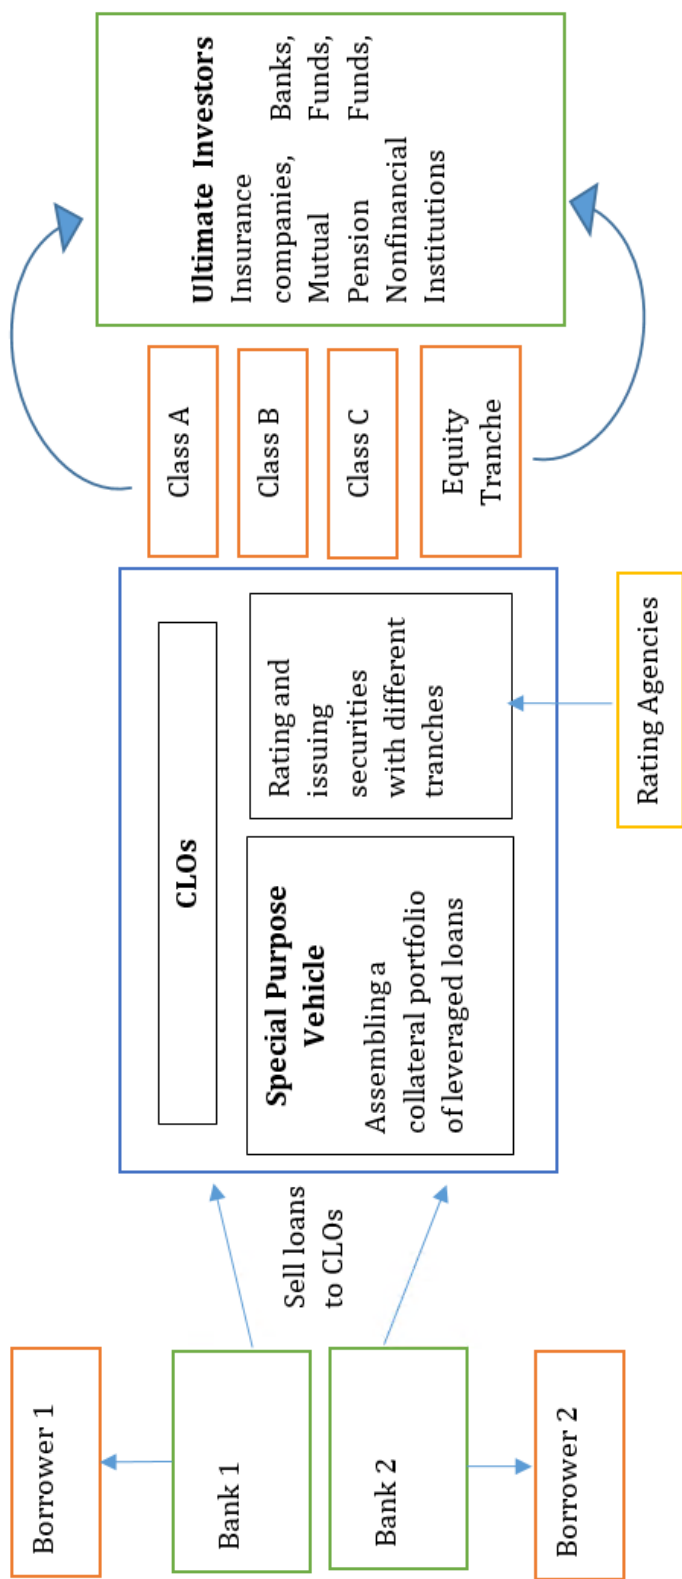 Borrower 1
Bank 1
Bank 2
Borrower 2
Sell loans
to CLOs
CLOs
Special Purpose
Vehicle
Assembling a
collateral portfolio
of leveraged loans
Rating and
issuing
securities
with different
tranches
Rating Agencies
Class A
Class B
Class C
Equity
Tranche
Ultimate Investors
Insurance
companies, Banks,
Mutual Funds,
Pension Funds,
Nonfinancial
Institutions